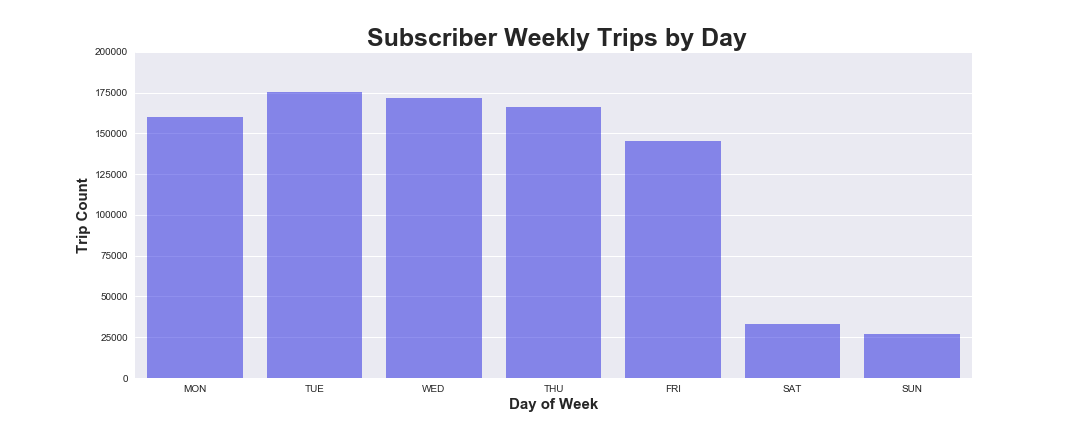 Subscriber Weekly Trips by Day
200000
175000
150000
125000
100000
75000
50000
25000
0
Trip Count
MON TUE WED THU FRI SAT SUN
Day of Week